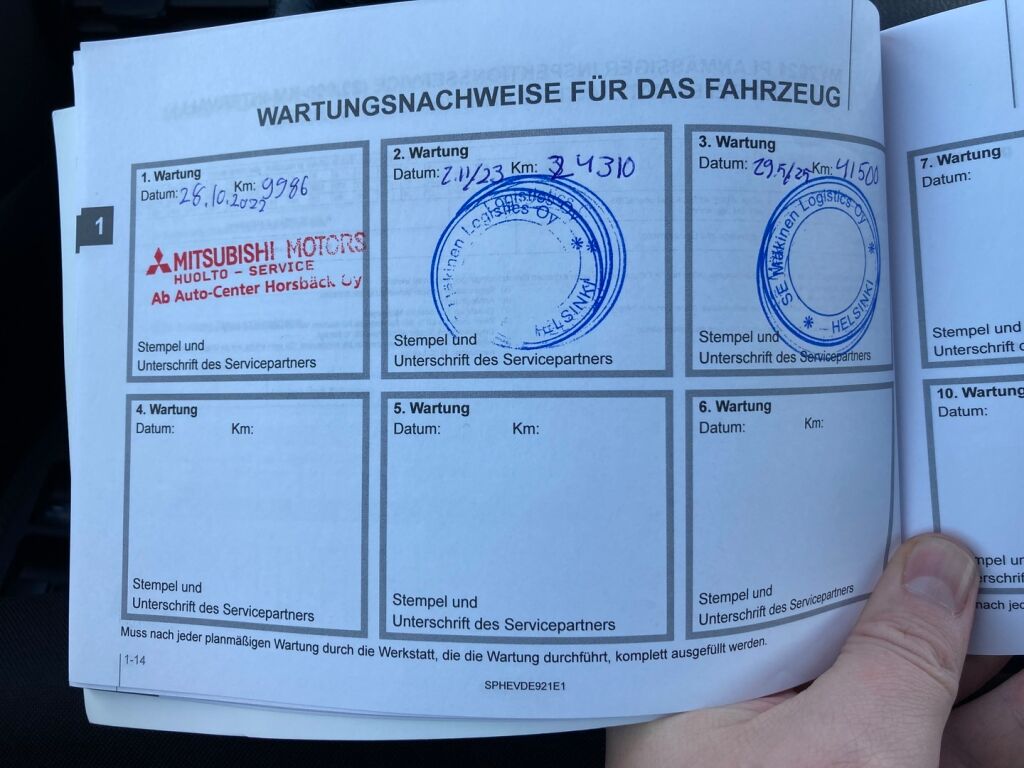 WARTUNGSNACHWEISE FÜR DAS FAHRZEUG
1
1. Wartung
Datum: 28.10.2022 Km: 9986
MITSUBISHI MOTORS
HUOLTO - SERVICE
Ab Auto-Center Horsbäck Oy
Stempel und
Unterschrift des Servicepartners
2. Wartung
Datum: 2.11/23 Km: 24310
Mäkinen Logistics Oy
Logistics Oy
HELSINKI
Stempel und
Unterschrift des Servicepartners
3. Wartung
Datum: Km: 41500
Mäkinen Logistics Oy
HELSINKI
Stempel und
Unterschrift des Servicepartners
4. Wartung
Datum: Km:
Stempel und
Unterschrift des Servicepartners
5. Wartung
Datum: Km:
Stempel und
Unterschrift des Servicepartners
6. Wartung
Datum: Km:
Stempel und
Unterschrift des Servicepartners
Muss nach jeder planmäßigen Wartung durch die Werkstatt, die die Wartung durchführt, komplett ausgefüllt werden.
1-14
SPHEVDE921E1
7. Wartung
Datum:
Stempel und
Unterschrift
10. Wartung
Datum: